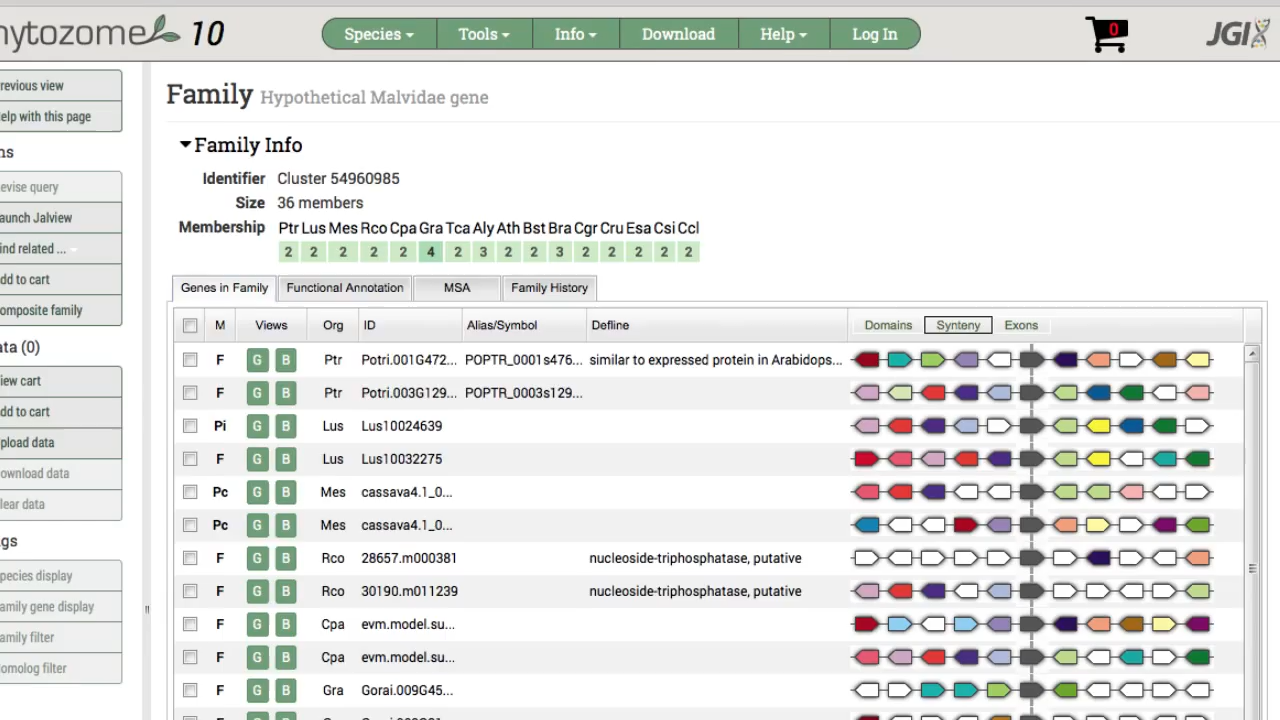 hytozome 10
Species Tools Info Download Help Log In
0
JGI
revious view
elp with this page
ns
evise query
aunch Jalview
ind related ...
dd to cart
omposite family
ata (0)
iew cart
dd to cart
pload data
ownload data
lear data
gs
pecies display
amily gene display
amily filter
omolog filter
Family Hypothetical Malvidae gene
Family Info
Identifier Cluster 54960985
Size 36 members
Membership Ptr Lus Mes Rco Cpa Gra Tca Aly Ath Bst Bra Cgr Cru Esa Csi Ccl
2 2 2 2 2 4 2 3 2 2 3 2 2 2 2 2
Genes in Family Functional Annotation MSA Family History
M Views Org ID Alias/Symbol Defline Domains Synteny Exons
F G B Ptr Potri.001G472... POPTR_0001s476... similar to expressed protein in Arabidops...
F G B Ptr Potri.003G129... POPTR_0003s129...
Pi G B Lus Lus10024639
F G B Lus Lus10032275
Pc G B Mes cassava4.1_0...
Pc G B Mes cassava4.1_0...
F G B Rco 28657.m000381 nucleoside-triphosphatase, putative
F G B Rco 30190.m011239 nucleoside-triphosphatase, putative
F G B Cpa evm.model.su...
F G B Cpa evm.model.su...
F G B Gra Gorai.009G45...